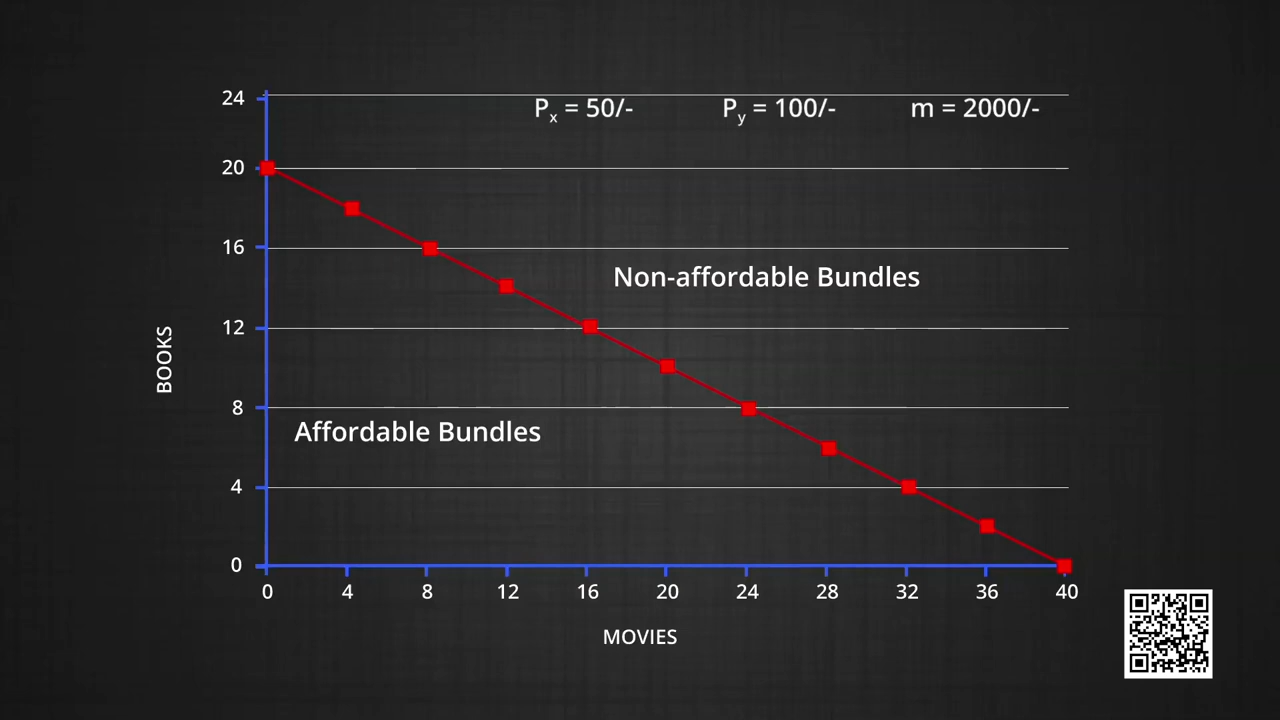 24
Pₓ = 50/- Pᵧ = 100/- m = 2000/-
20
16
Non-affordable Bundles
12
BOOKS
8
Affordable Bundles
4
0
0 4 8 12 16 20 24 28 32 36 40
MOVIES